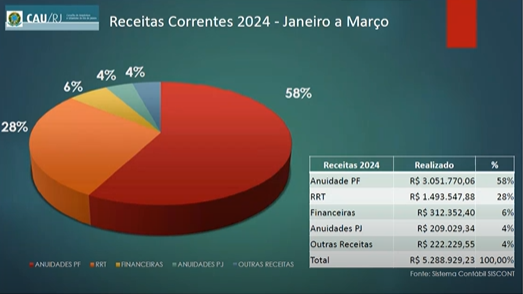 CAU/RJ
Receitas Correntes 2024 - Janeiro a Março
58%
28%
6%
4%
4%
Receitas 2024 Realizado %
Anuidade PF R$ 3.051.770,06 58%
RRT R$ 1.493.547,88 28%
Financeiras R$ 312.352,40 6%
Anuidades PJ R$ 209.029,34 4%
Outras Receitas R$ 222.229,55 4%
Total R$ 5.288.929,23 100,00%
ANUIDADES PF RRT FINANCEIRAS ANUIDADES PJ OUTRAS RECEITAS
Fonte: Sistema Contábil SISCONT